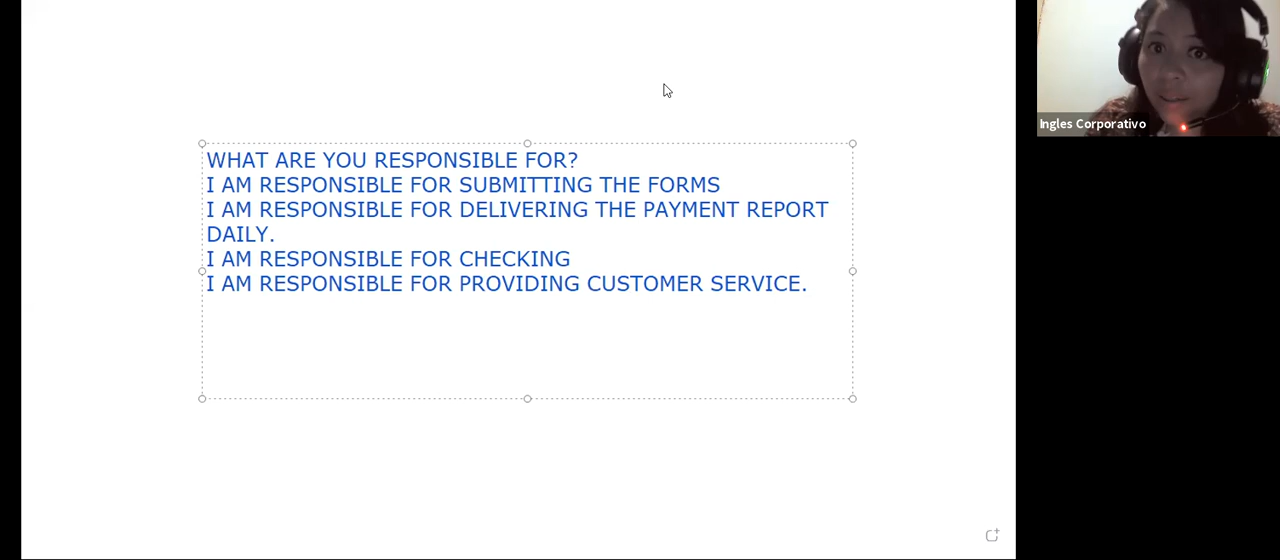 WHAT ARE YOU RESPONSIBLE FOR?
I AM RESPONSIBLE FOR SUBMITTING THE FORMS
I AM RESPONSIBLE FOR DELIVERING THE PAYMENT REPORT
DAILY.
I AM RESPONSIBLE FOR CHECKING
I AM RESPONSIBLE FOR PROVIDING CUSTOMER SERVICE.
Ingles Corporativo